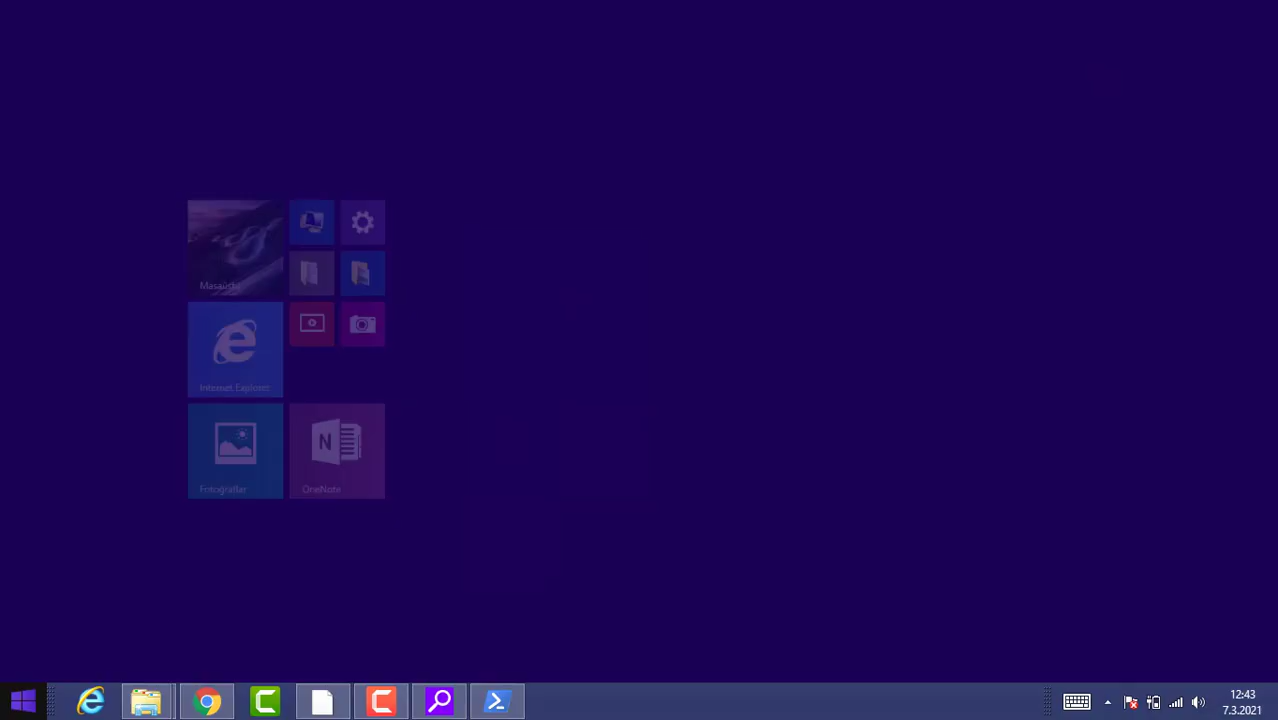 Masaüstü
Internet Explorer
Fotoğraflar
OneNote
12:43
7.3.2021